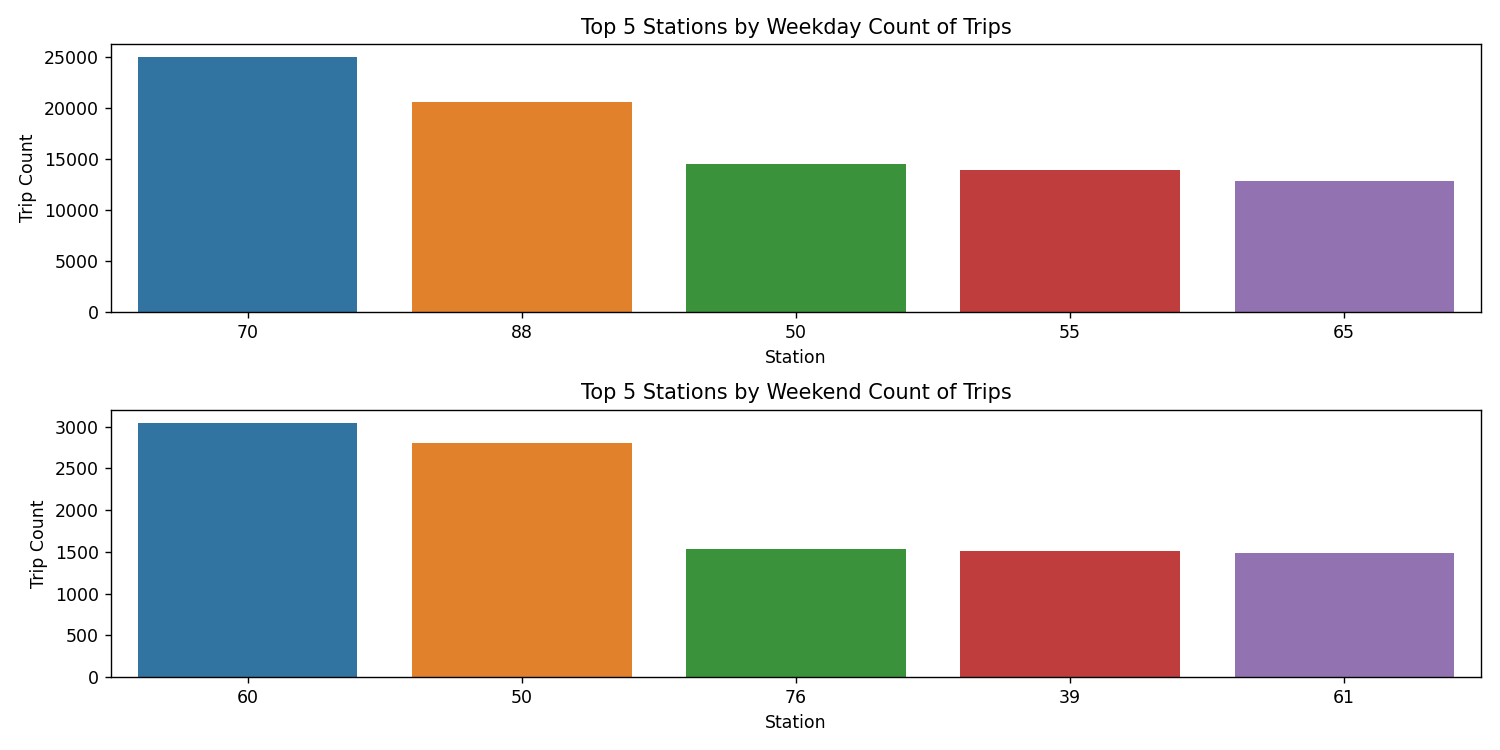 Top 5 Stations by Weekday Count of Trips
25000
20000
15000
10000
5000
0
Trip Count
70 88 50 55 65
Station
Top 5 Stations by Weekend Count of Trips
3000
2500
2000
1500
1000
500
0
Trip Count
60 50 76 39 61
Station